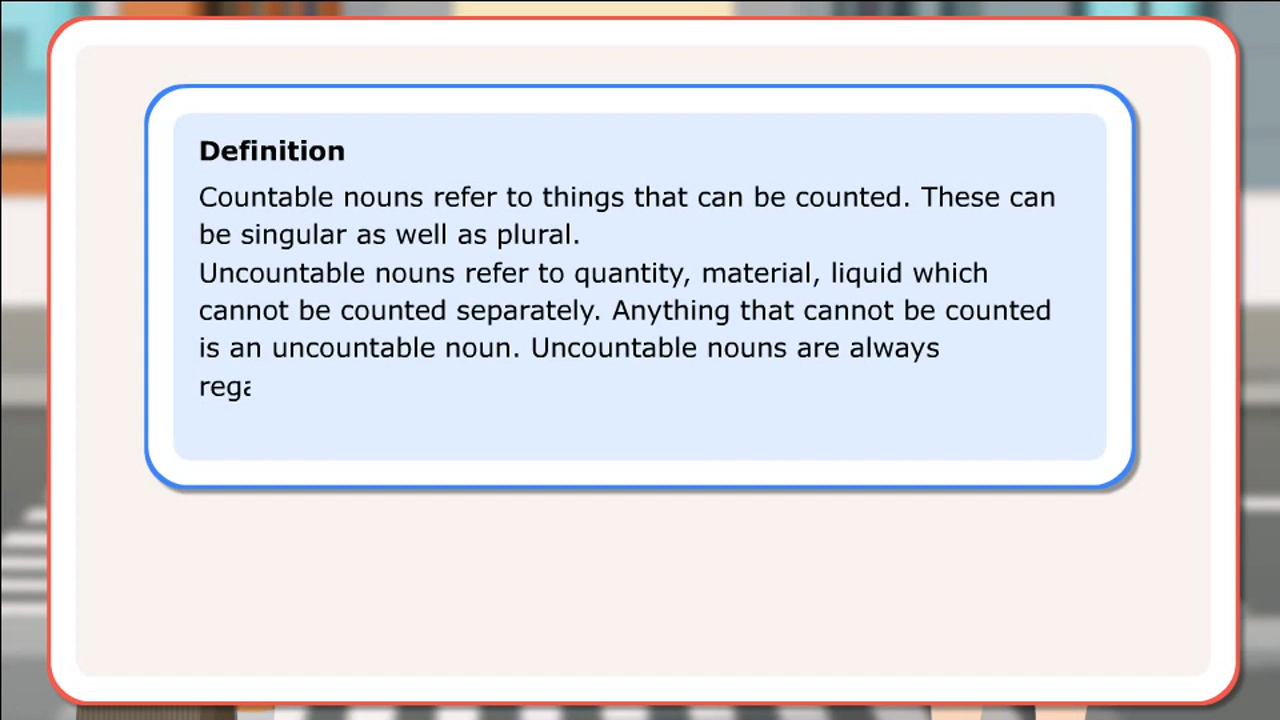 Definition
Countable nouns refer to things that can be counted. These can
be singular as well as plural.
Uncountable nouns refer to quantity, material, liquid which
cannot be counted separately. Anything that cannot be counted
is an uncountable noun. Uncountable nouns are always